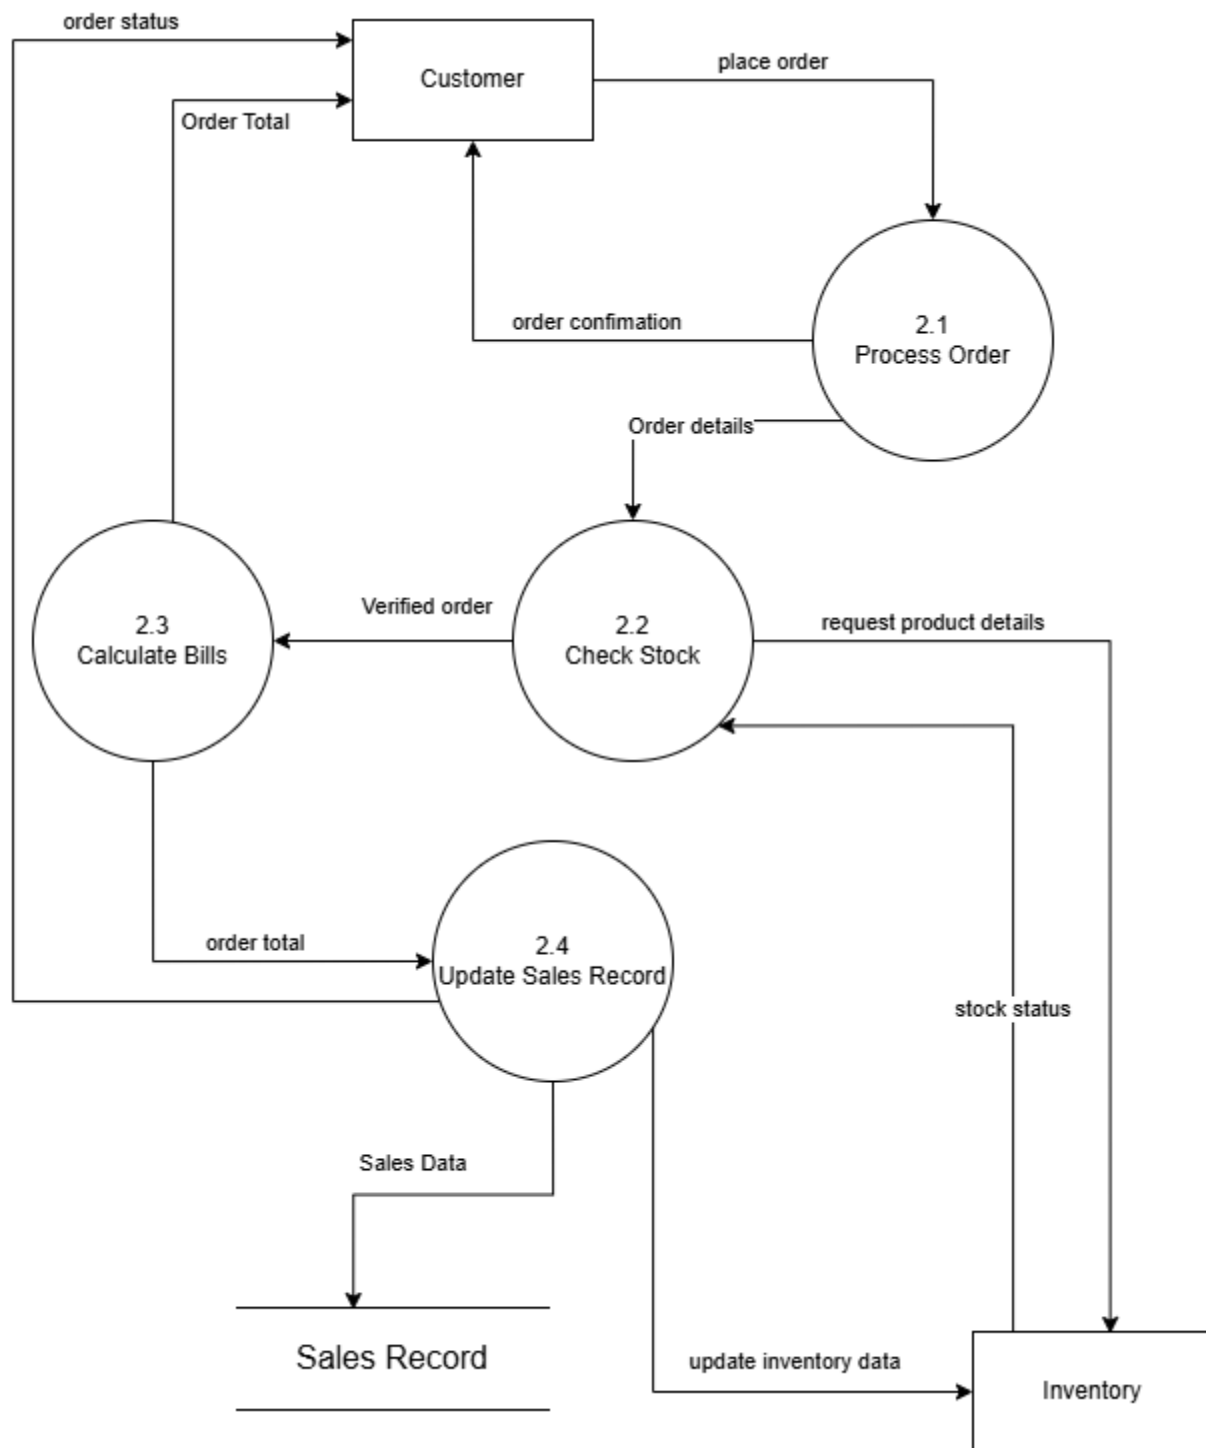 order status
Customer
place order
Order Total
order confimation
2.1
Process Order
Order details
Verified order
request product details
2.3
Calculate Bills
2.2
Check Stock
order total
2.4
Update Sales Record
stock status
Sales Data
Sales Record
update inventory data
Inventory